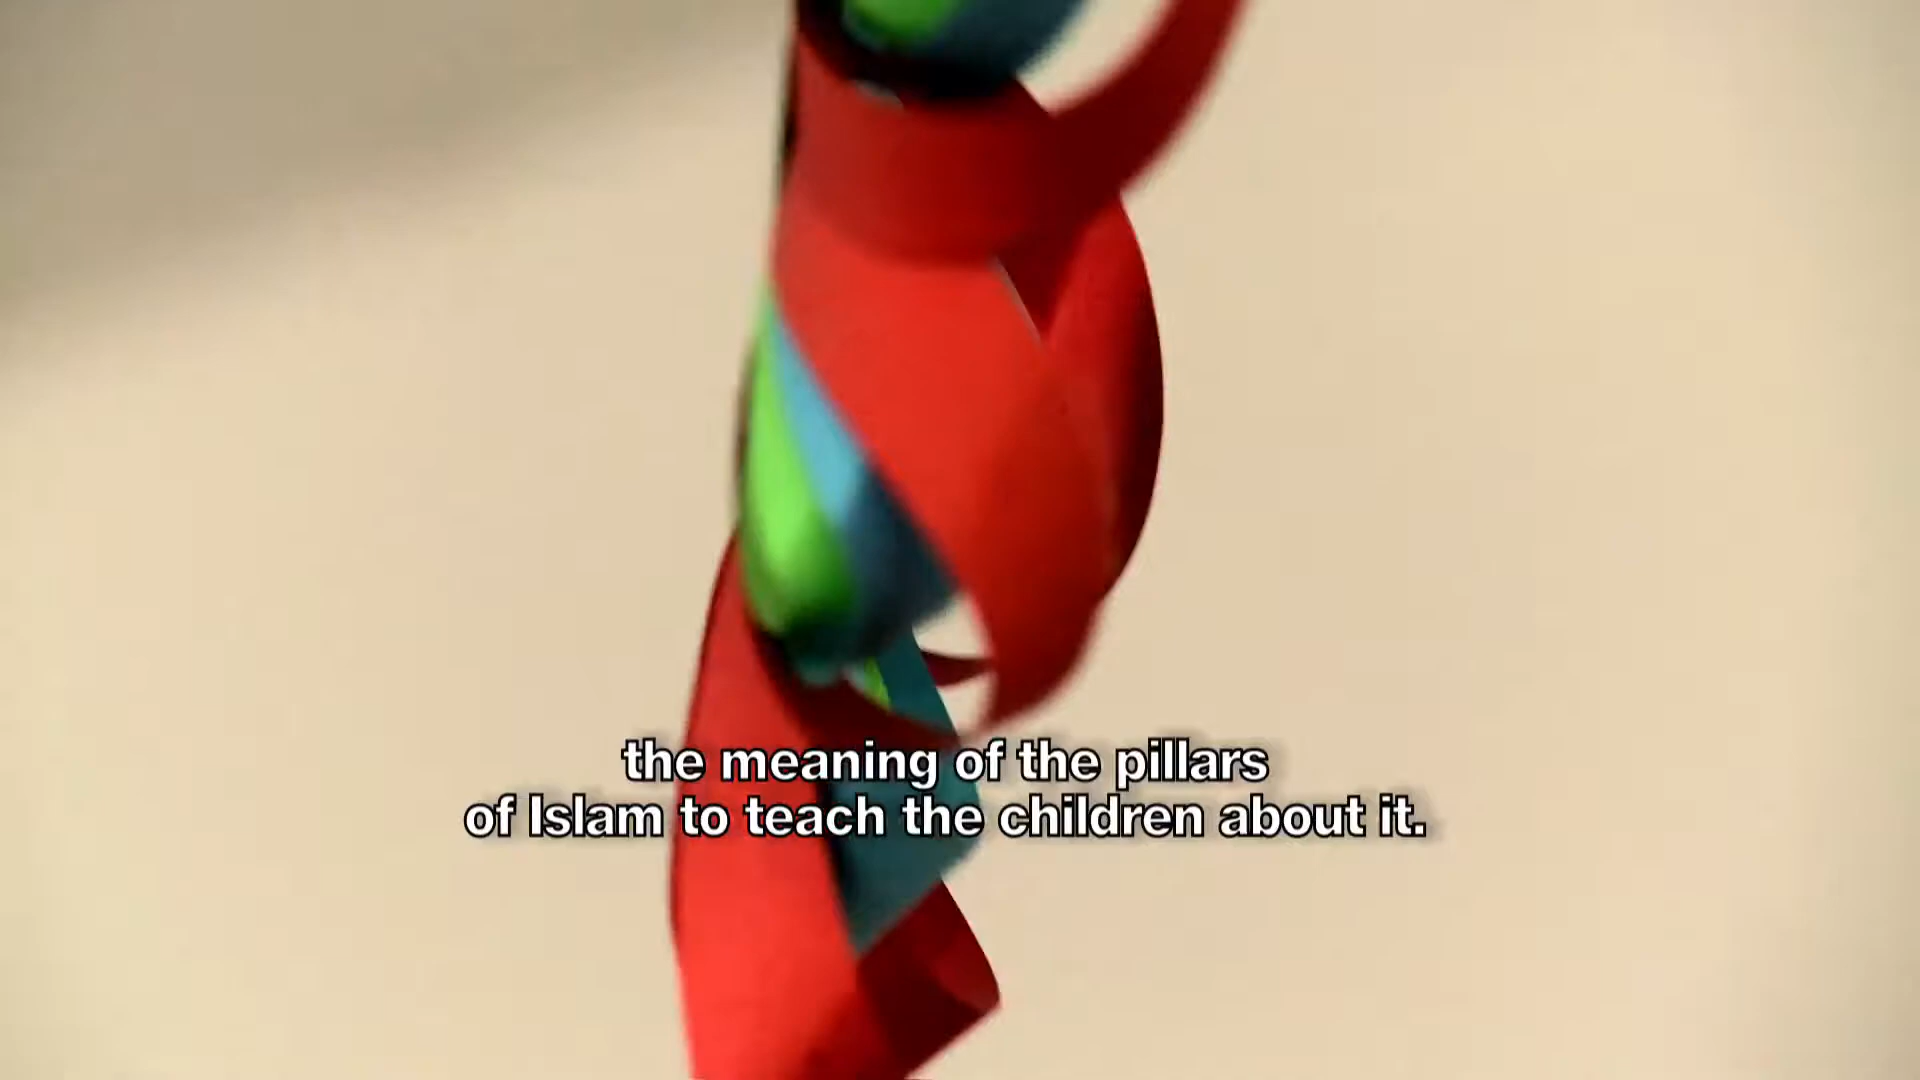 the meaning of the pillars
of Islam to teach the children about it.